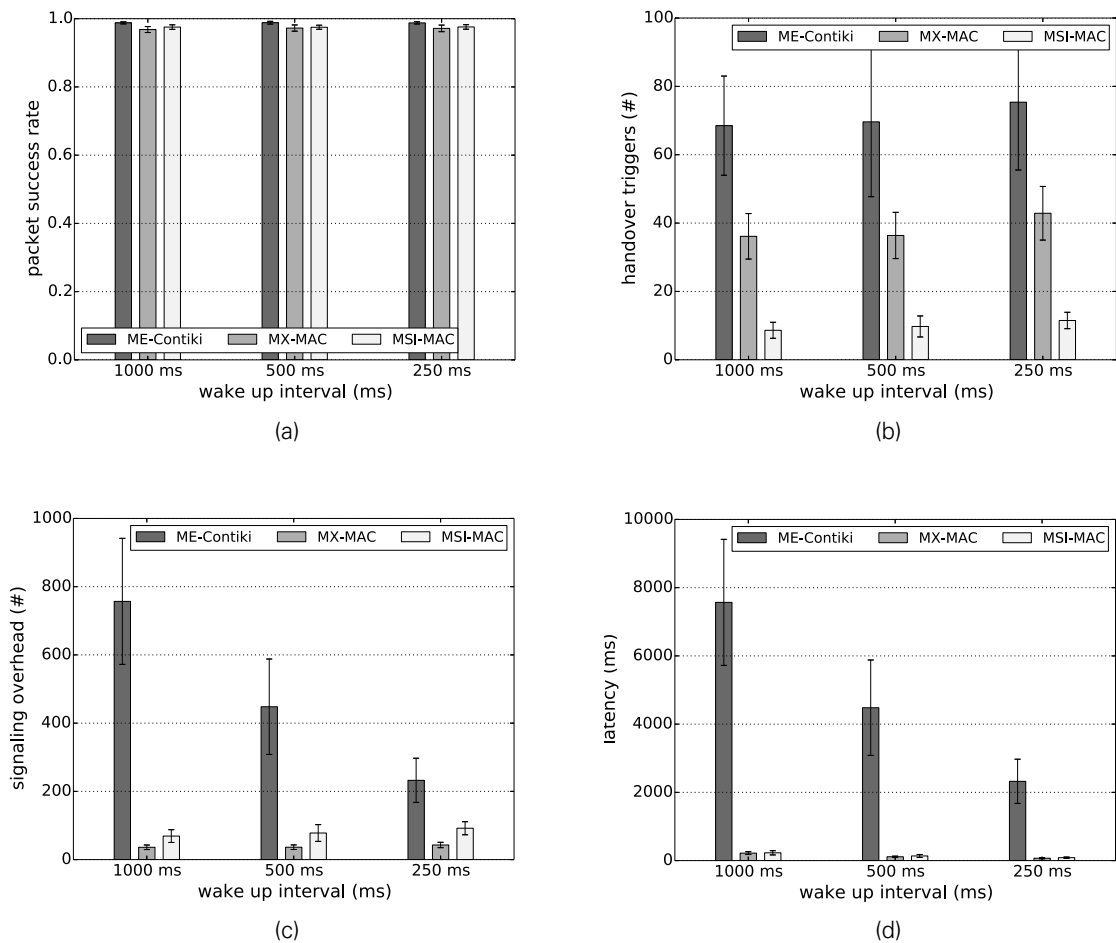 1.0
0.8
0.6
0.4
0.2
0.0
packet success rate
ME-Contiki MX-MAC MSI-MAC
1000 ms 500 ms 250 ms
wake up interval (ms)
(a)
100
80
60
40
20
0
handover triggers (#)
ME-Contiki MX-MAC MSI-MAC
1000 ms 500 ms 250 ms
wake up interval (ms)
(b)
1000
800
600
400
200
0
signaling overhead (#)
ME-Contiki MX-MAC MSI-MAC
1000 ms 500 ms 250 ms
wake up interval (ms)
(c)
10000
8000
6000
4000
2000
0
latency (ms)
ME-Contiki MX-MAC MSI-MAC
1000 ms 500 ms 250 ms
wake up interval (ms)
(d)